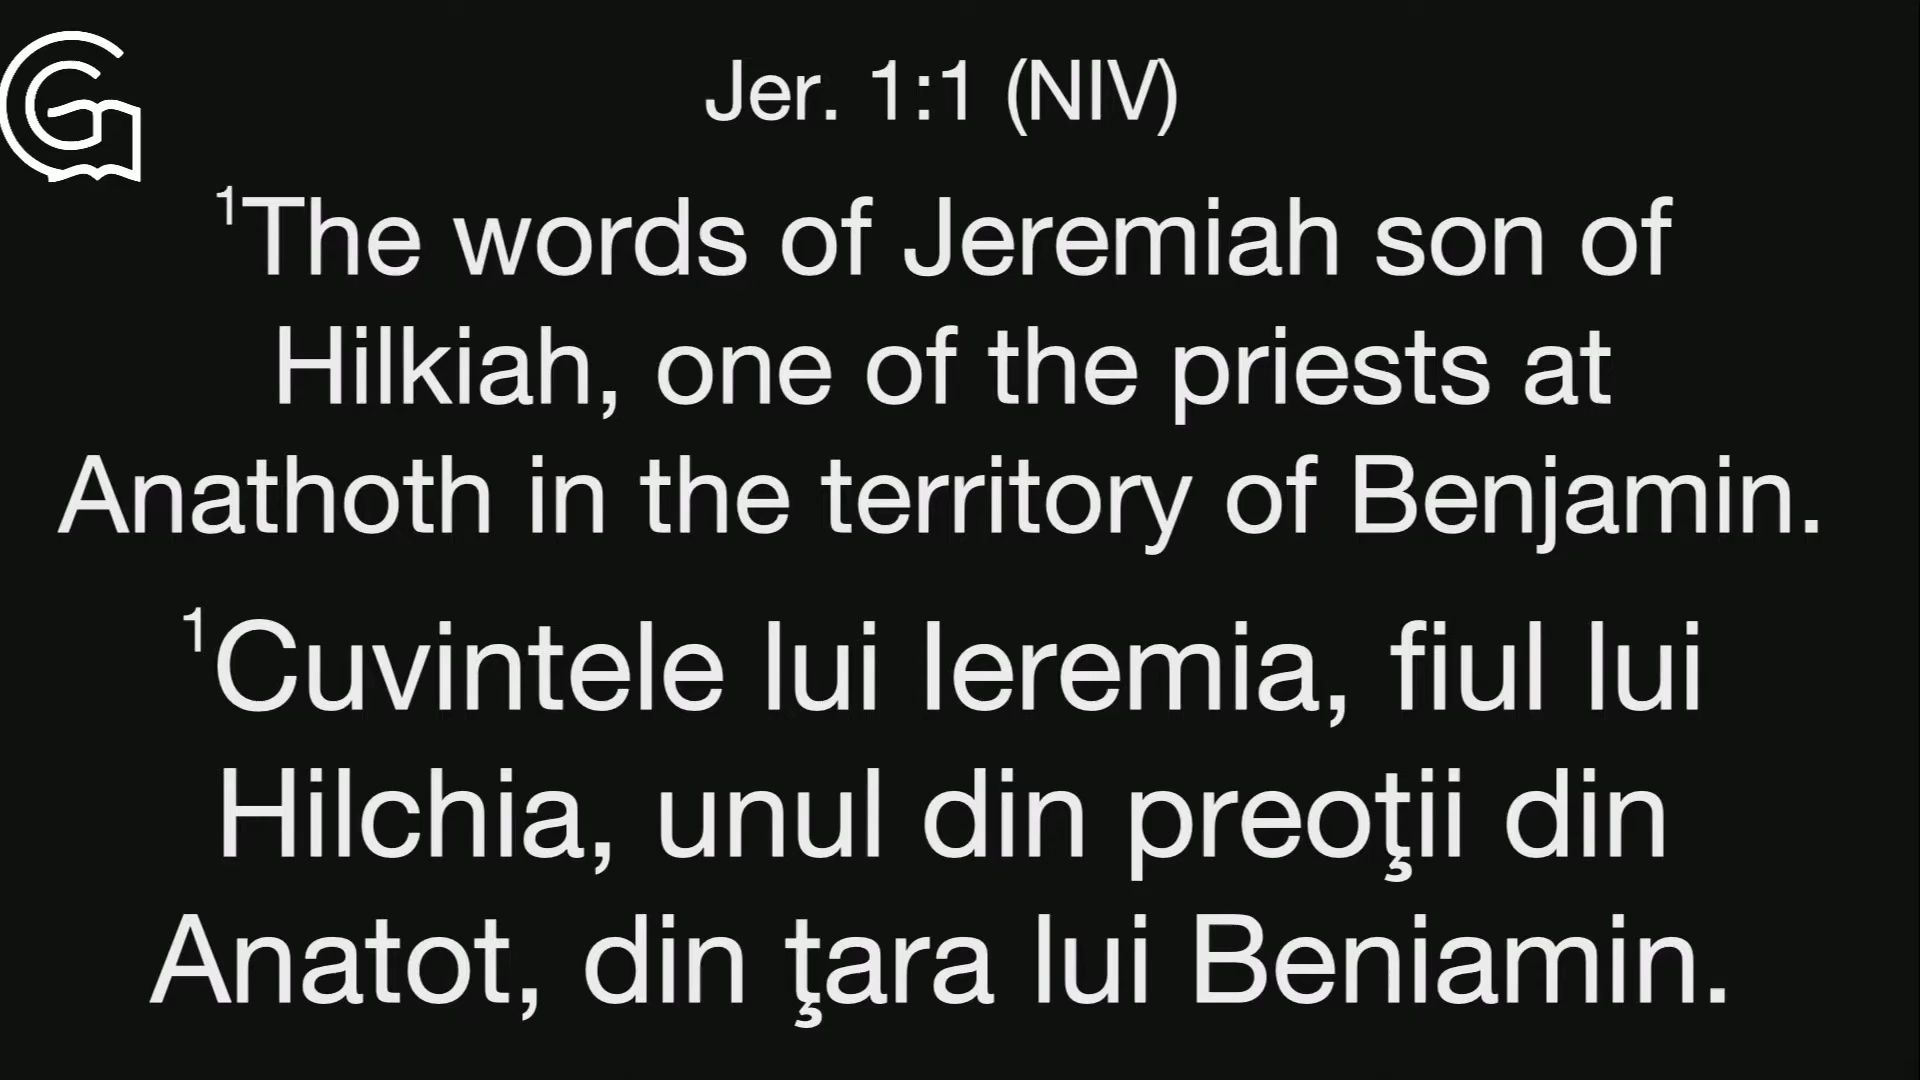 Jer. 1:1 (NIV)
¹The words of Jeremiah son of
Hilkiah, one of the priests at
Anathoth in the territory of Benjamin.
¹Cuvintele lui Ieremia, fiul lui
Hilchia, unul din preoţii din
Anatot, din ţara lui Beniamin.